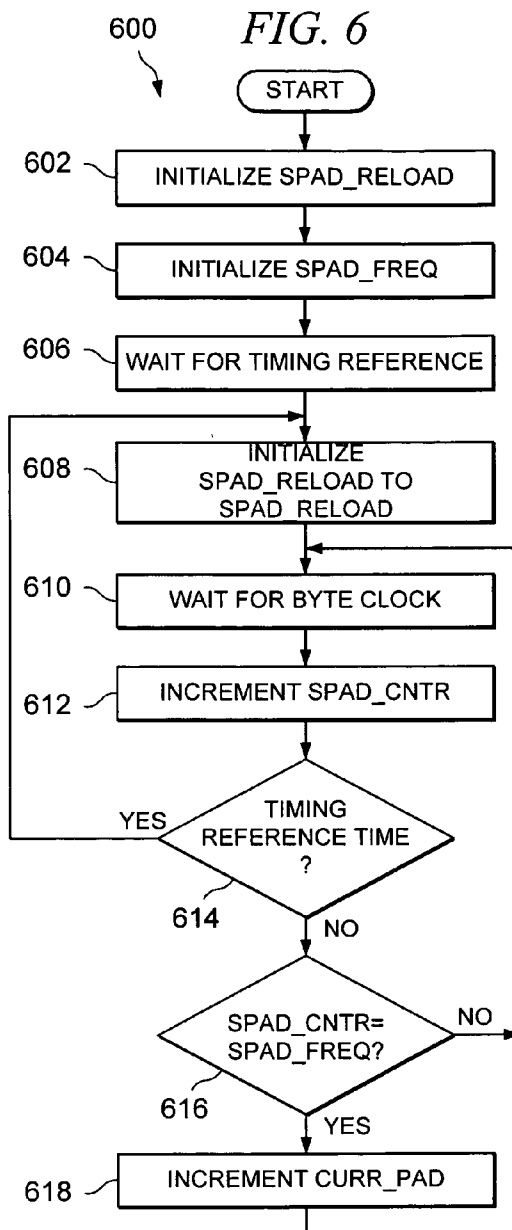 600
FIG. 6
START
602
INITIALIZE SPAD_RELOAD
604
INITIALIZE SPAD_FREQ
606
WAIT FOR TIMING REFERENCE
608
INITIALIZE
SPAD_RELOAD TO
SPAD_RELOAD
610
WAIT FOR BYTE CLOCK
612
INCREMENT SPAD_CNTR
YES
TIMING
REFERENCE TIME
?
614
NO
SPAD_CNTR=
SPAD_FREQ?
NO
616
YES
618
INCREMENT CURR_PAD